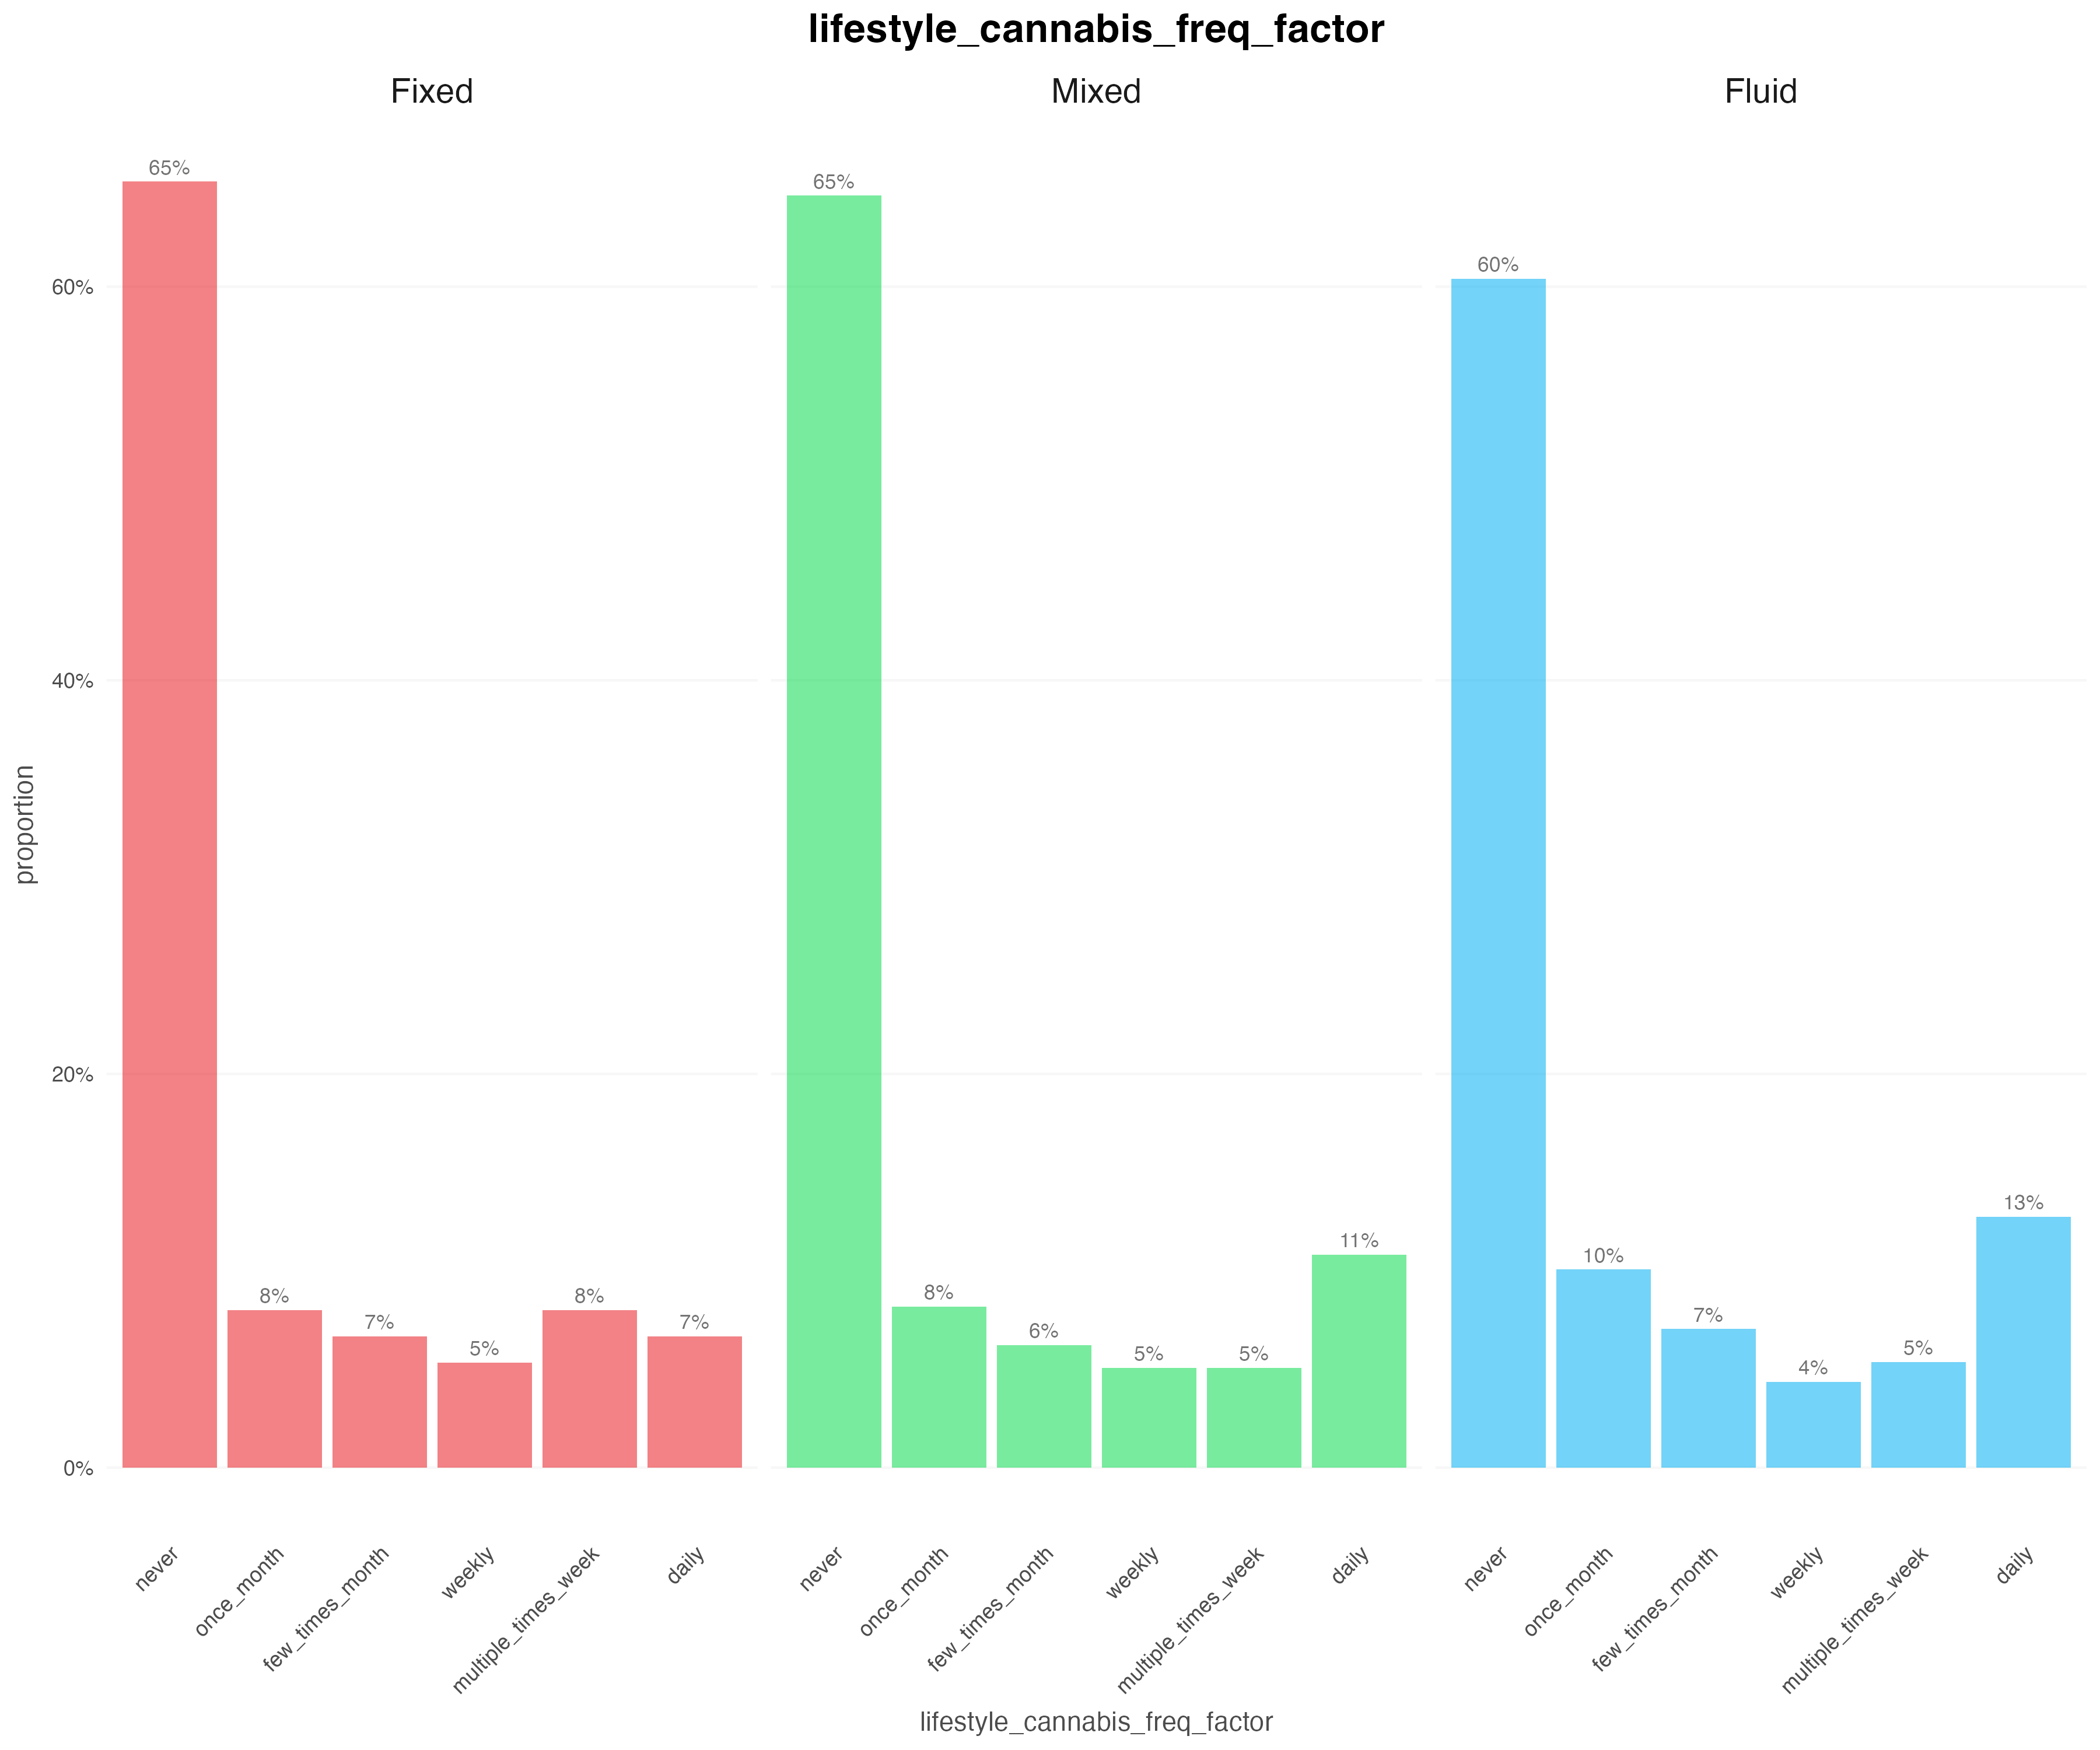 lifestyle_cannabis_freq_factor
Fixed
Mixed
Fluid
proportion
60%
40%
20%
0%
65%
8%
7%
5%
8%
7%
65%
8%
6%
5%
5%
11%
60%
10%
7%
4%
5%
13%
never
once_month
few_times_month
weekly
multiple_times_week
daily
never
once_month
few_times_month
weekly
multiple_times_week
daily
never
once_month
few_times_month
weekly
multiple_times_week
daily
lifestyle_cannabis_freq_factor